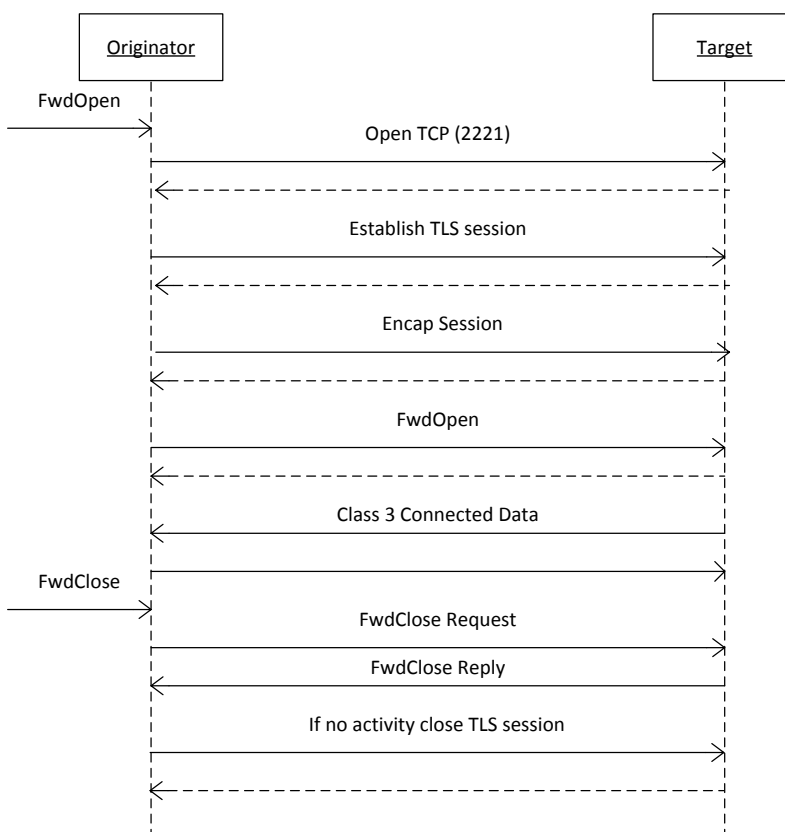 Originator
Target
FwdOpen
Open TCP (2221)
Establish TLS session
Encap Session
FwdOpen
Class 3 Connected Data
FwdClose
FwdClose Request
FwdClose Reply
If no activity close TLS session